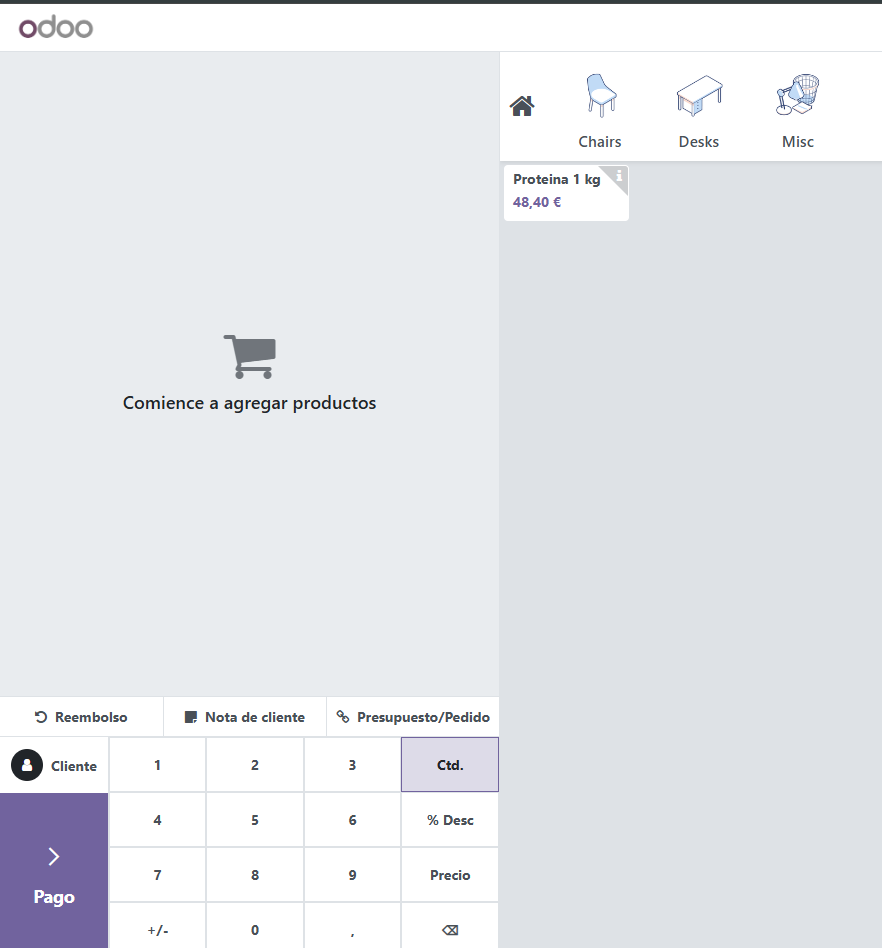 odoo
Chairs
Desks
Misc
Proteina 1 kg
48,40 €
Comience a agregar productos
Reembolso
Nota de cliente
Presupuesto/Pedido
Cliente
1
2
3
Ctd.
4
5
6
% Desc
7
8
9
Precio
Pago
+/-
0
,
⌫